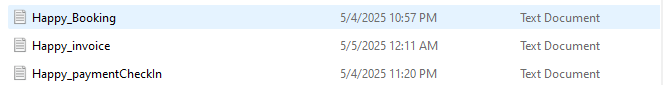 Happy_Booking 5/4/2025 10:57 PM Text Document
Happy_invoice 5/5/2025 12:11 AM Text Document
Happy_paymentCheckIn 5/4/2025 11:20 PM Text Document